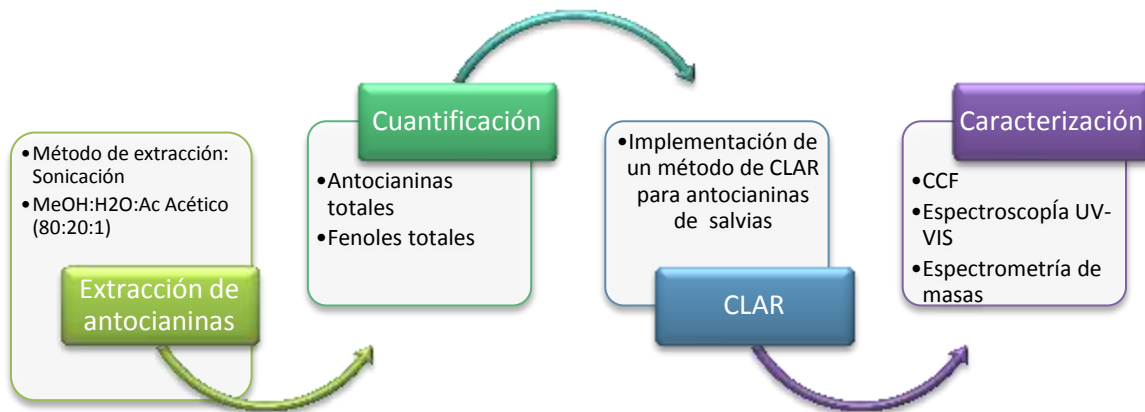 •Método de extracción:
Sonicación
•MeOH:H2O:Ac Acético
(80:20:1)
Extracción de
antocianinas
Cuantificación
•Antocianinas
totales
•Fenoles totales
•Implementación de
un método de CLAR
para antocianinas
de salvias
CLAR
Caracterización
•CCF
•Espectroscopía UV-
VIS
•Espectrometría de
masas